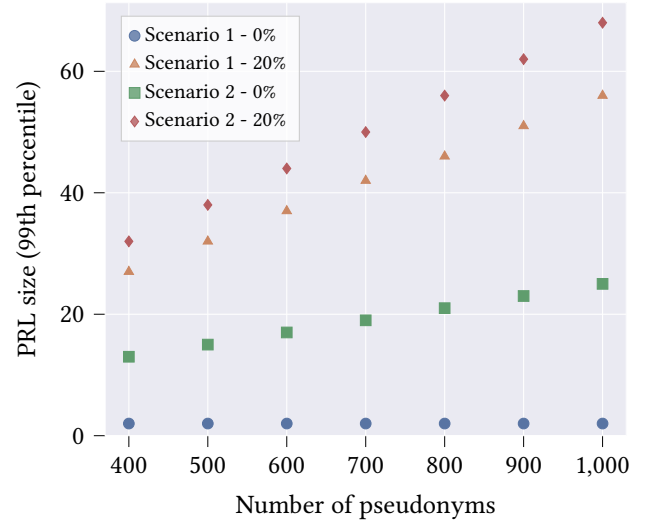 Scenario 1 - 0%
Scenario 1 - 20%
Scenario 2 - 0%
Scenario 2 - 20%
PRL size (99th percentile)
60
40
20
0
400 500 600 700 800 900 1,000
Number of pseudonyms